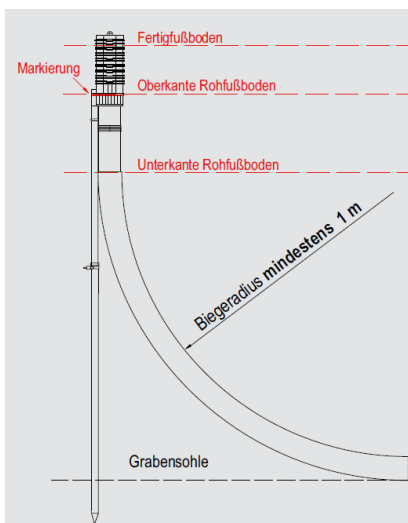 Fertigfußboden
Markierung
Oberkante Rohfußboden
Unterkante Rohfußboden
Biegeradius mindestens 1 m
Grabensohle